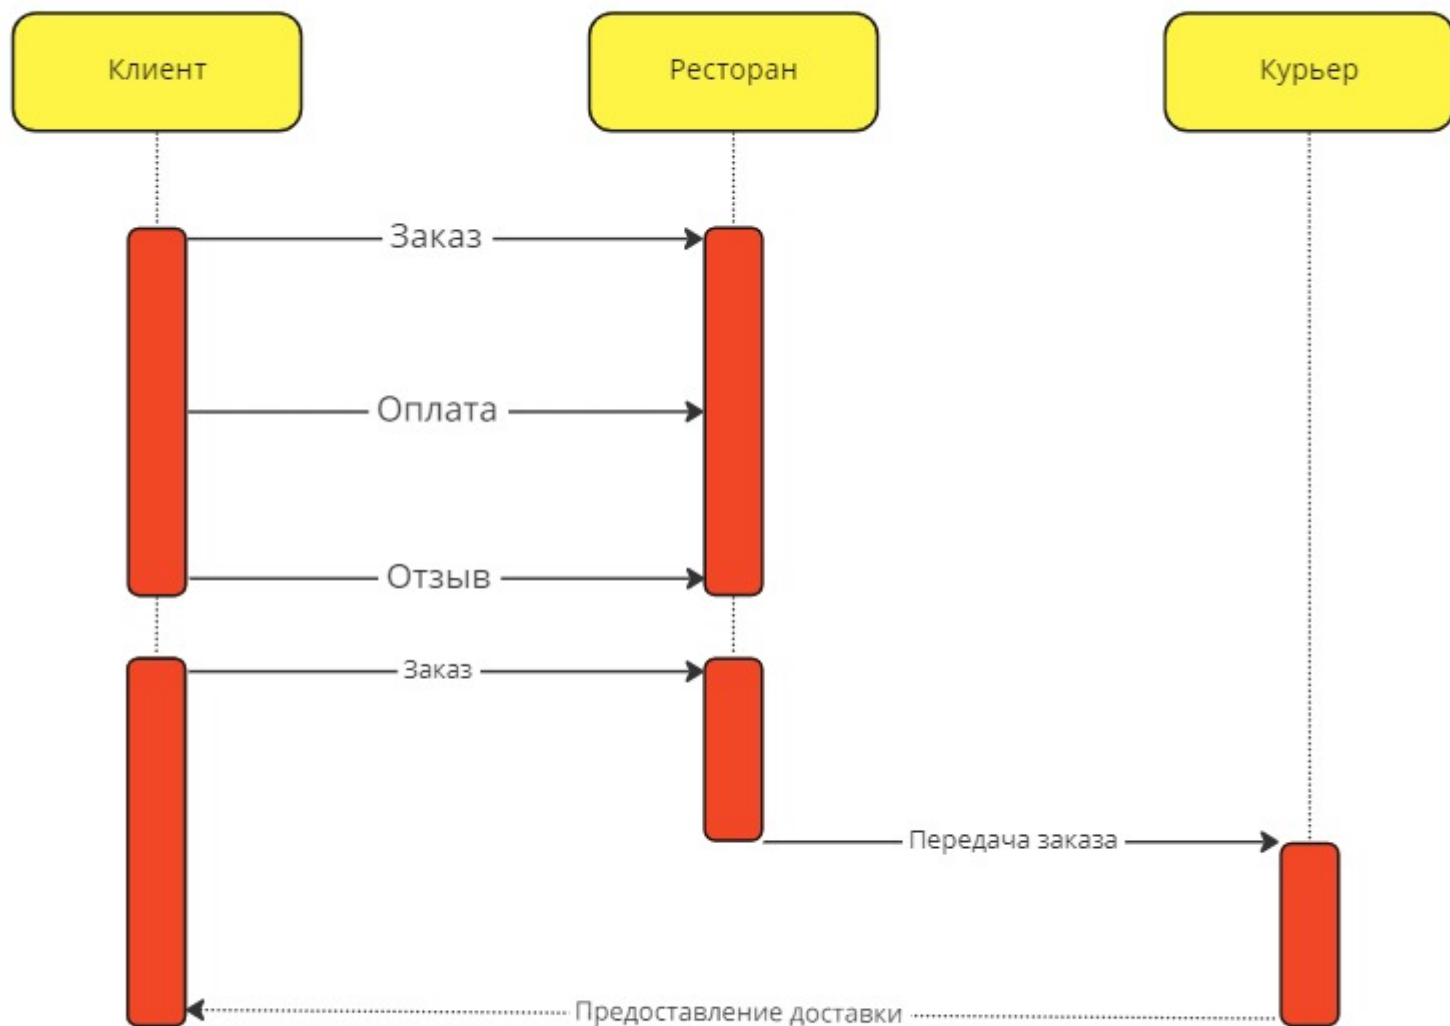 Клиент
Ресторан
Курьер
Заказ
Оплата
Отзыв
Заказ
Передача заказа
Предоставление доставки